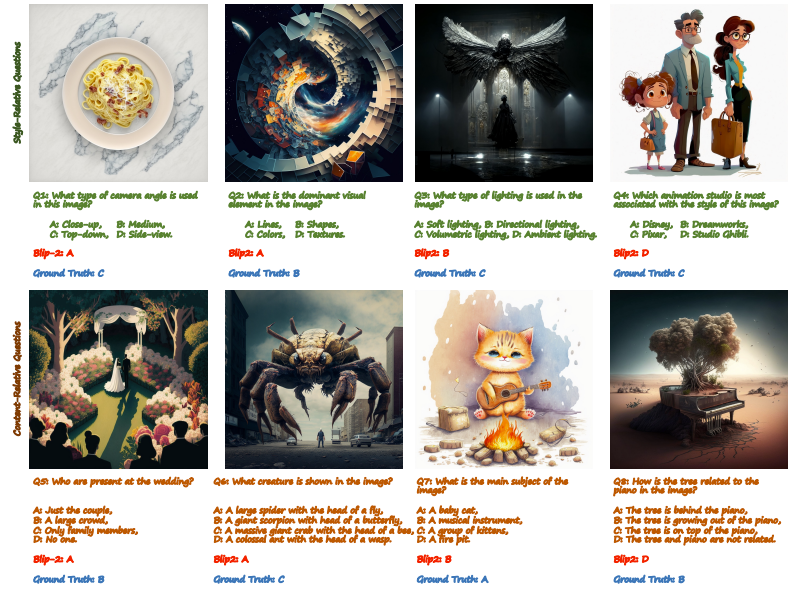 Style-Relative Questions
Q1: What type of camera angle is used
in this image?
A: Close-up, B: Medium,
C: Top-down, D: Side-view.
Blip-2: A
Ground Truth: C
Q2: What is the dominant visual
element in the image?
A: Lines, B: Shapes,
C: Colors, D: Textures.
Blip2: A
Ground Truth: B
Q3: What type of lighting is used in the
image?
A: Soft lighting, B: Directional lighting,
C: Volumetric lighting, D: Ambient lighting.
Blip2: B
Ground Truth: C
Q4: Which animation studio is most
associated with the style of this image?
A: Disney, B: Dreamworks,
C: Pixar, D: Studio Ghibli.
Blip2: D
Ground Truth: C
Content-Relative Questions
Q5: Who are present at the wedding?
A: Just the couple,
B: A large crowd,
C: Only family members,
D: No one.
Blip-2: A
Ground Truth: B
Q6: What creature is shown in the image?
A: A large spider with the head of a fly,
B: A giant scorpion with head of a butterfly,
C: A massive giant crab with the head of a bee,
D: A colossal ant with the head of a wasp.
Blip2: A
Ground Truth: C
Q7: What is the main subject of the
image?
A: A baby cat,
B: A musical instrument,
C: A group of kittens,
D: A fire pit.
Blip2: B
Ground Truth: A
Q8: How is the tree related to the
piano in the image?
A: The tree is behind the piano,
B: The tree is growing out of the piano,
C: The tree is on top of the piano,
D: The tree and piano are not related.
Blip2: D
Ground Truth: B